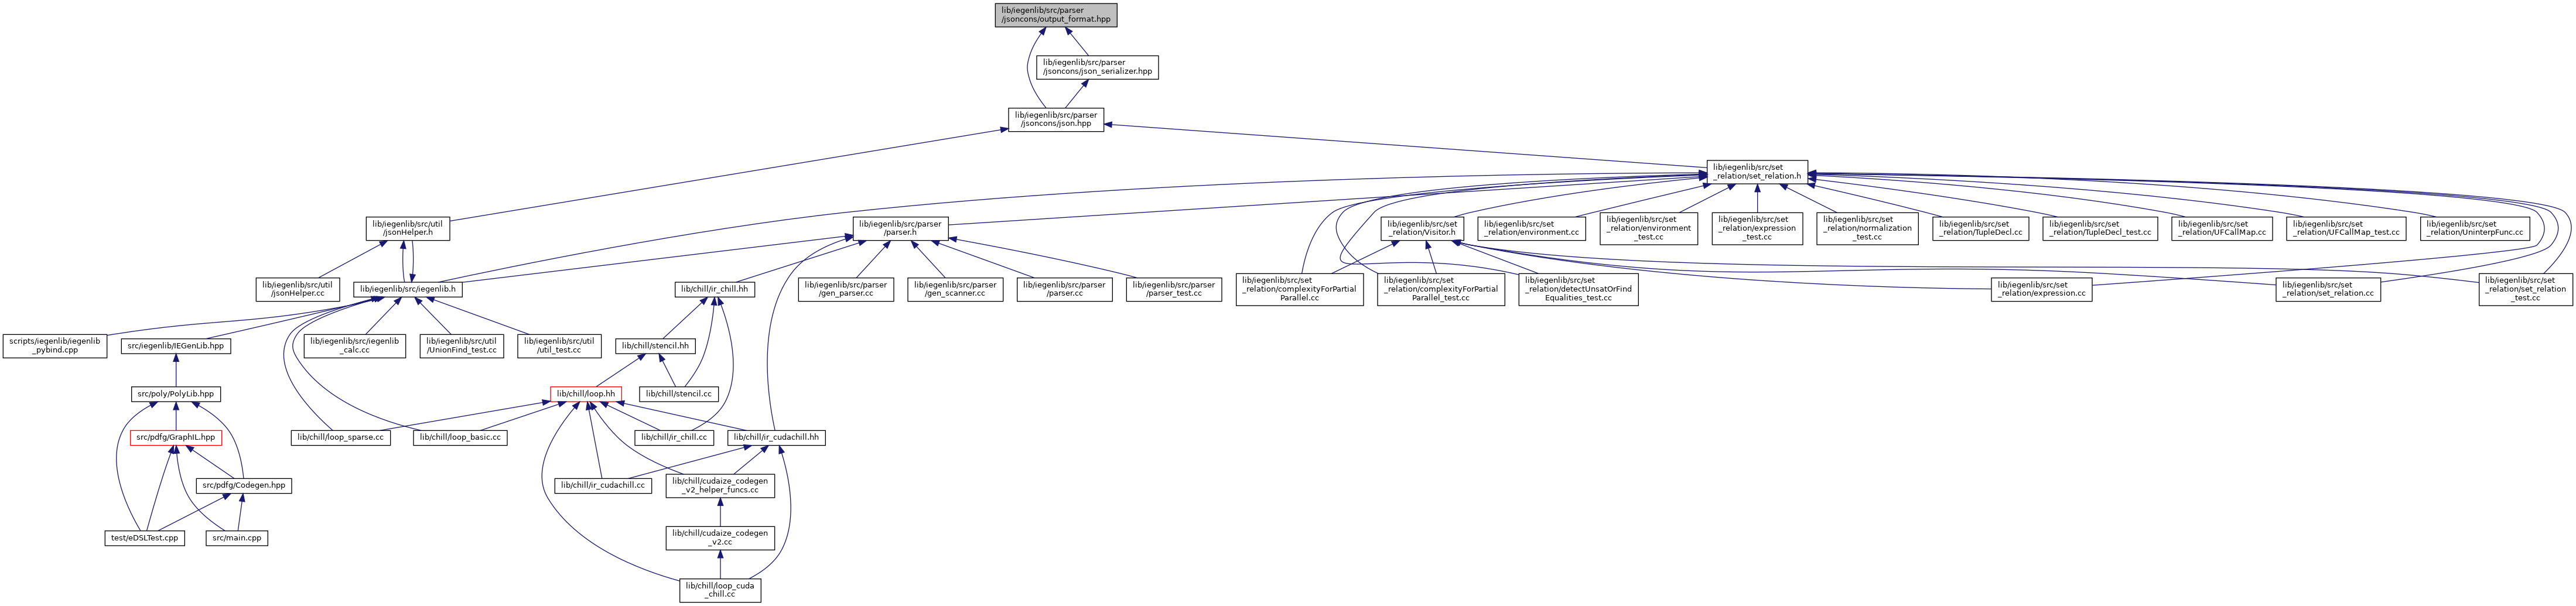 lib/iegenlib/src/parser
/jsoncons/output_format.hpp
lib/iegenlib/src/parser
/jsoncons/json_serializer.hpp
lib/iegenlib/src/parser
/jsoncons/json.hpp
lib/iegenlib/src/set
_relation/set_relation.h
lib/iegenlib/src/util
/jsonHelper.h
lib/iegenlib/src/parser
/parser.h
lib/iegenlib/src/set
_relation/Visitor.h
lib/iegenlib/src/set
_relation/environment.cc
lib/iegenlib/src/set
_relation/environment
_test.cc
lib/iegenlib/src/set
_relation/expression
_test.cc
lib/iegenlib/src/set
_relation/normalization
_test.cc
lib/iegenlib/src/set
_relation/TupleDecl.cc
lib/iegenlib/src/set
_relation/TupleDecl_test.cc
lib/iegenlib/src/set
_relation/UFCallMap.cc
lib/iegenlib/src/set
_relation/UFCallMap_test.cc
lib/iegenlib/src/set
_relation/UninterpFunc.cc
lib/iegenlib/src/util
/jsonHelper.cc
lib/iegenlib/src/iegenlib.h
lib/chill/ir_chill.hh
lib/iegenlib/src/parser
/gen_parser.cc
lib/iegenlib/src/parser
/gen_scanner.cc
lib/iegenlib/src/parser
/parser.cc
lib/iegenlib/src/parser
/parser_test.cc
lib/iegenlib/src/set
_relation/complexityForPartial
Parallel.cc
lib/iegenlib/src/set
_relation/complexityForPartial
Parallel_test.cc
lib/iegenlib/src/set
_relation/detectUnsatOrFind
Equalities_test.cc
lib/iegenlib/src/set
_relation/expression.cc
lib/iegenlib/src/set
_relation/set_relation.cc
lib/iegenlib/src/set
_relation/set_relation
_test.cc
scripts/iegenlib/iegenlib
_pybind.cpp
src/iegenlib/IEGenLib.hpp
lib/iegenlib/src/iegenlib
_calc.cc
lib/iegenlib/src/util
/UnionFind_test.cc
lib/iegenlib/src/util
/util_test.cc
lib/chill/stencil.hh
src/poly/PolyLib.hpp
lib/chill/loop.hh
lib/chill/stencil.cc
src/pdfg/GraphIL.hpp
lib/chill/loop_sparse.cc
lib/chill/loop_basic.cc
lib/chill/ir_chill.cc
lib/chill/ir_cudachill.hh
src/pdfg/Codegen.hpp
lib/chill/ir_cudachill.cc
lib/chill/cudaize_codegen
_v2_helper_funcs.cc
test/eDSLTest.cpp
src/main.cpp
lib/chill/cudaize_codegen
_v2.cc
lib/chill/loop_cuda
_chill.cc